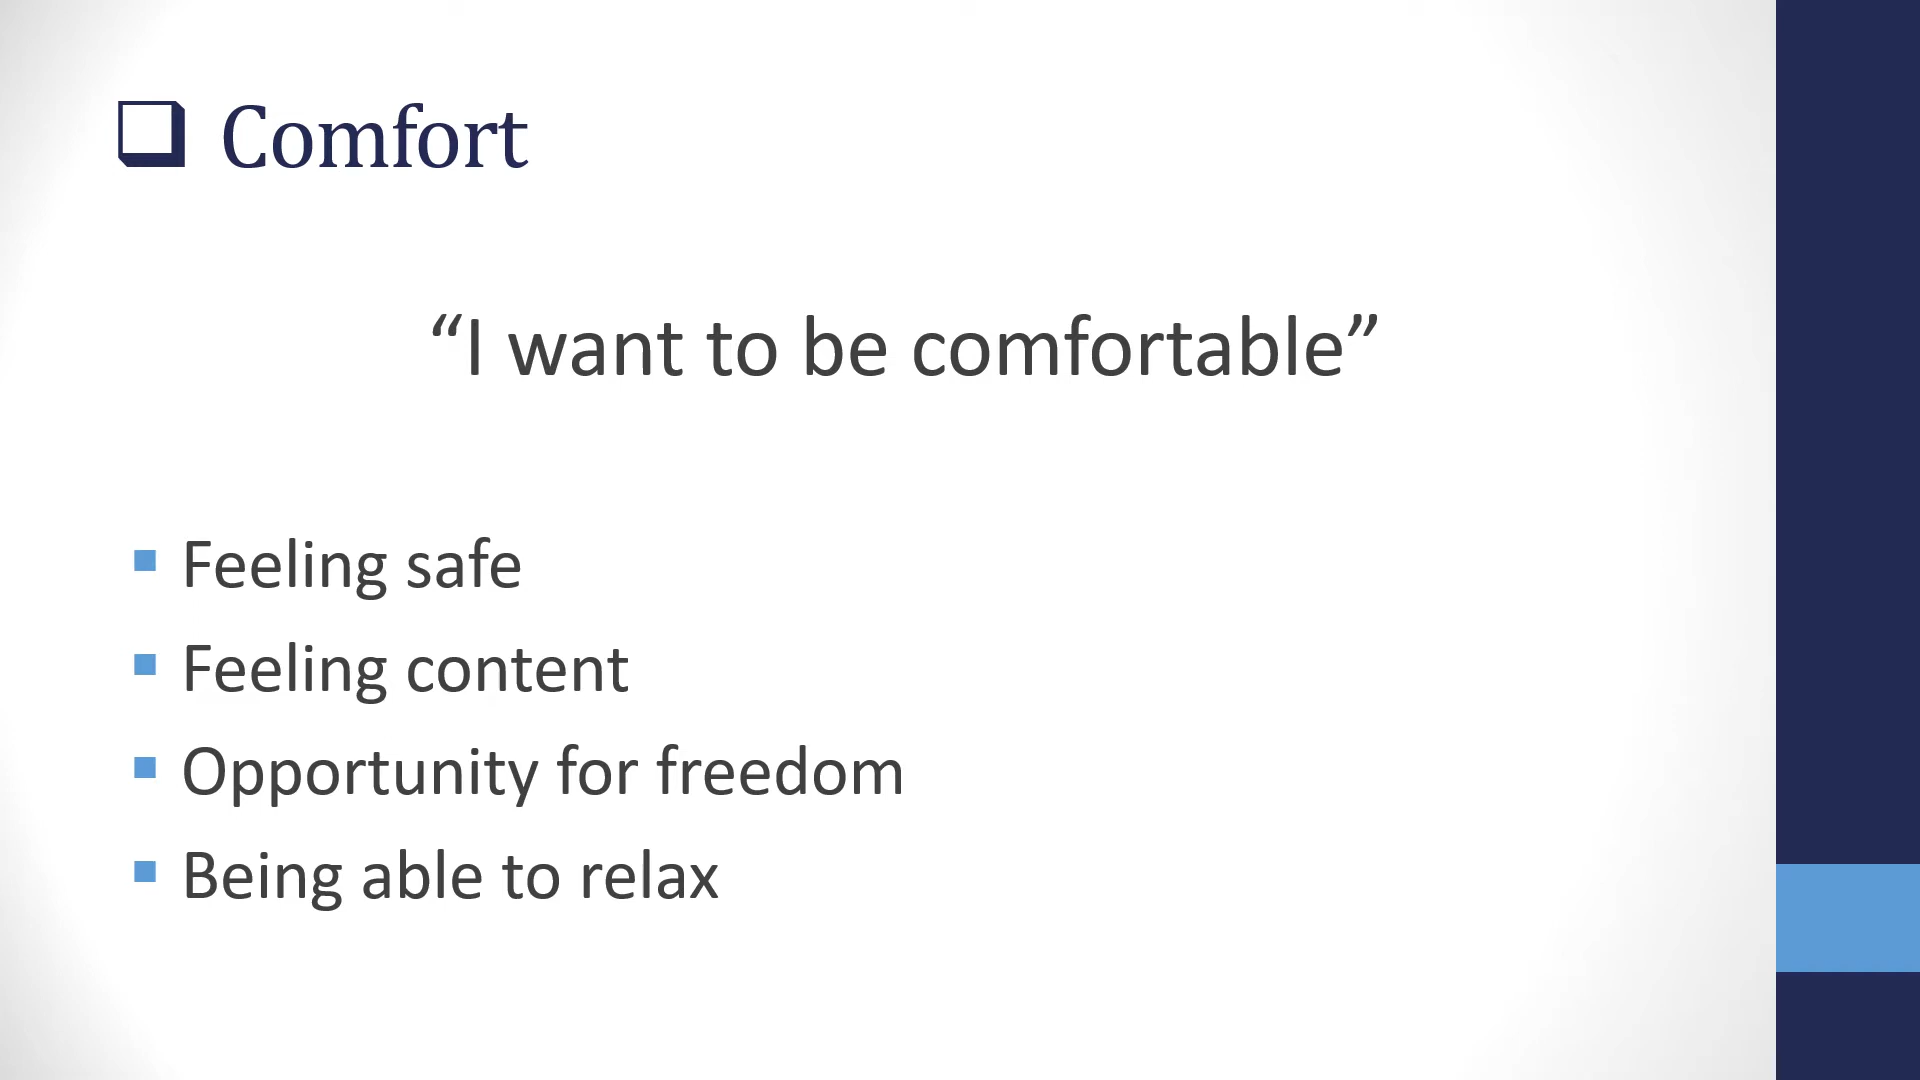 ❑ Comfort
“I want to be comfortable”
▪ Feeling safe
▪ Feeling content
▪ Opportunity for freedom
▪ Being able to relax